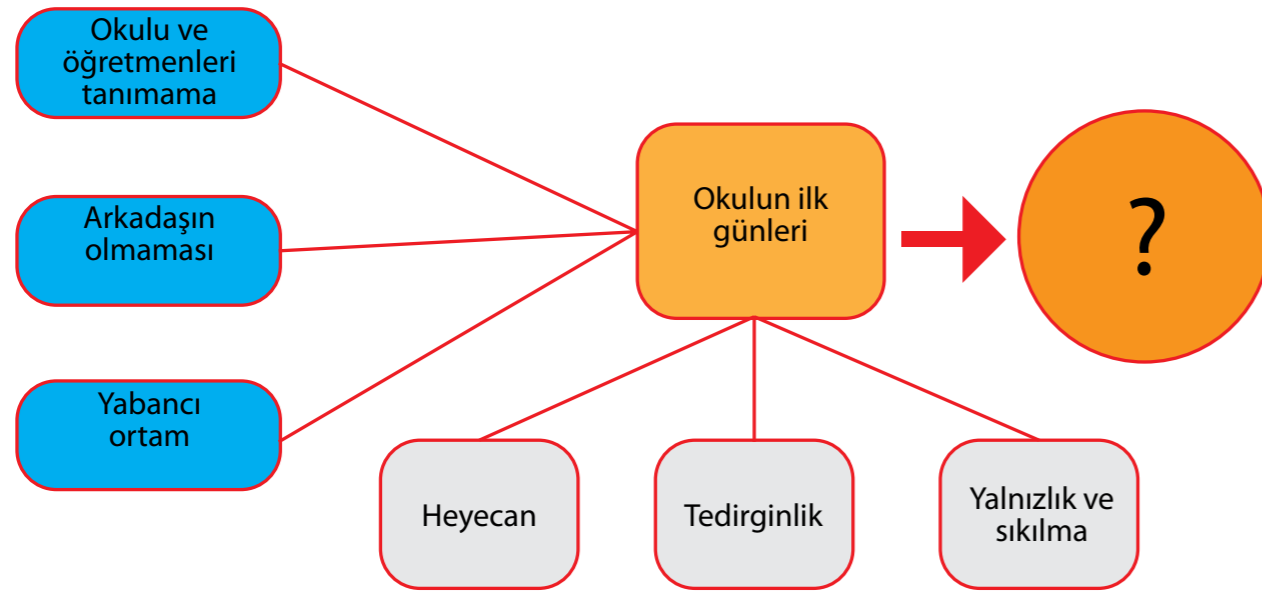 Okulu ve
öğretmenleri
tanımama
Arkadaşın
olmaması
Yabancı
ortam
Okulun ilk
günleri
?
Heyecan
Tedirginlik
Yalnızlık ve
sıkılma